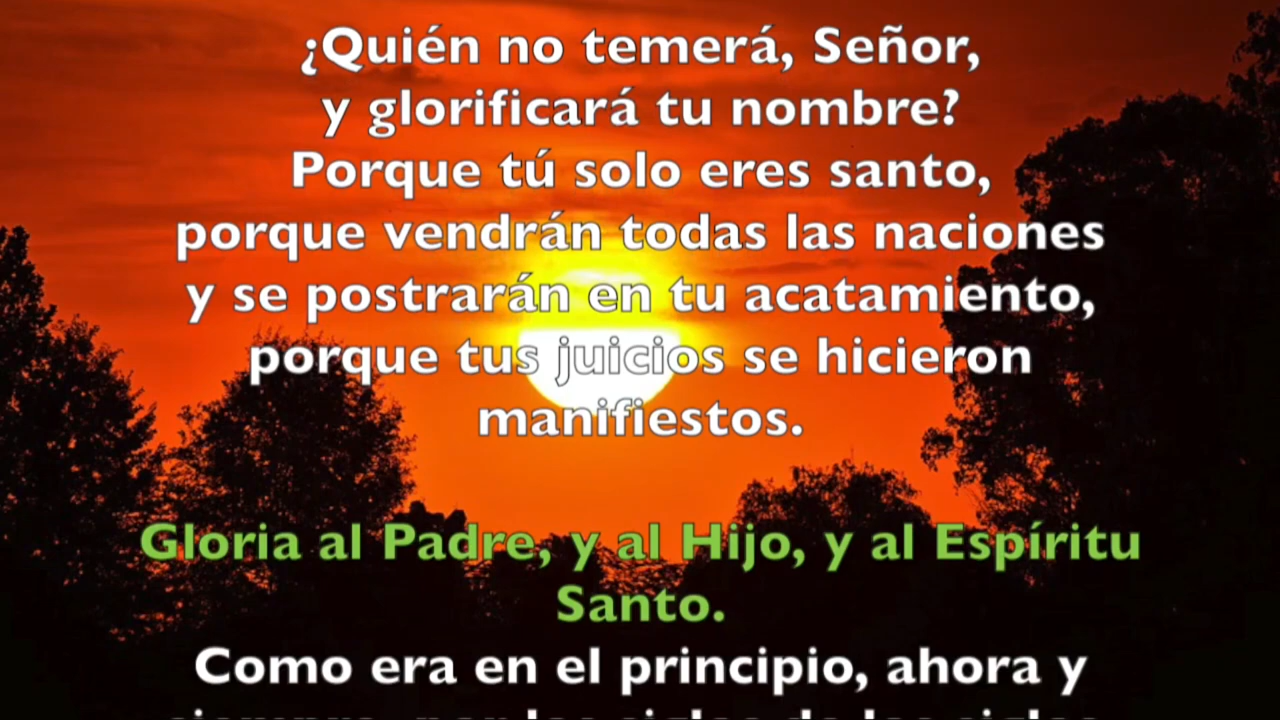 ¿Quién no temerá, Señor,
y glorificará tu nombre?
Porque tú solo eres santo,
porque vendrán todas las naciones
y se postrarán en tu acatamiento,
porque tus juicios se hicieron
manifiestos.
Gloria al Padre, y al Hijo, y al Espíritu
Santo.
Como era en el principio, ahora y